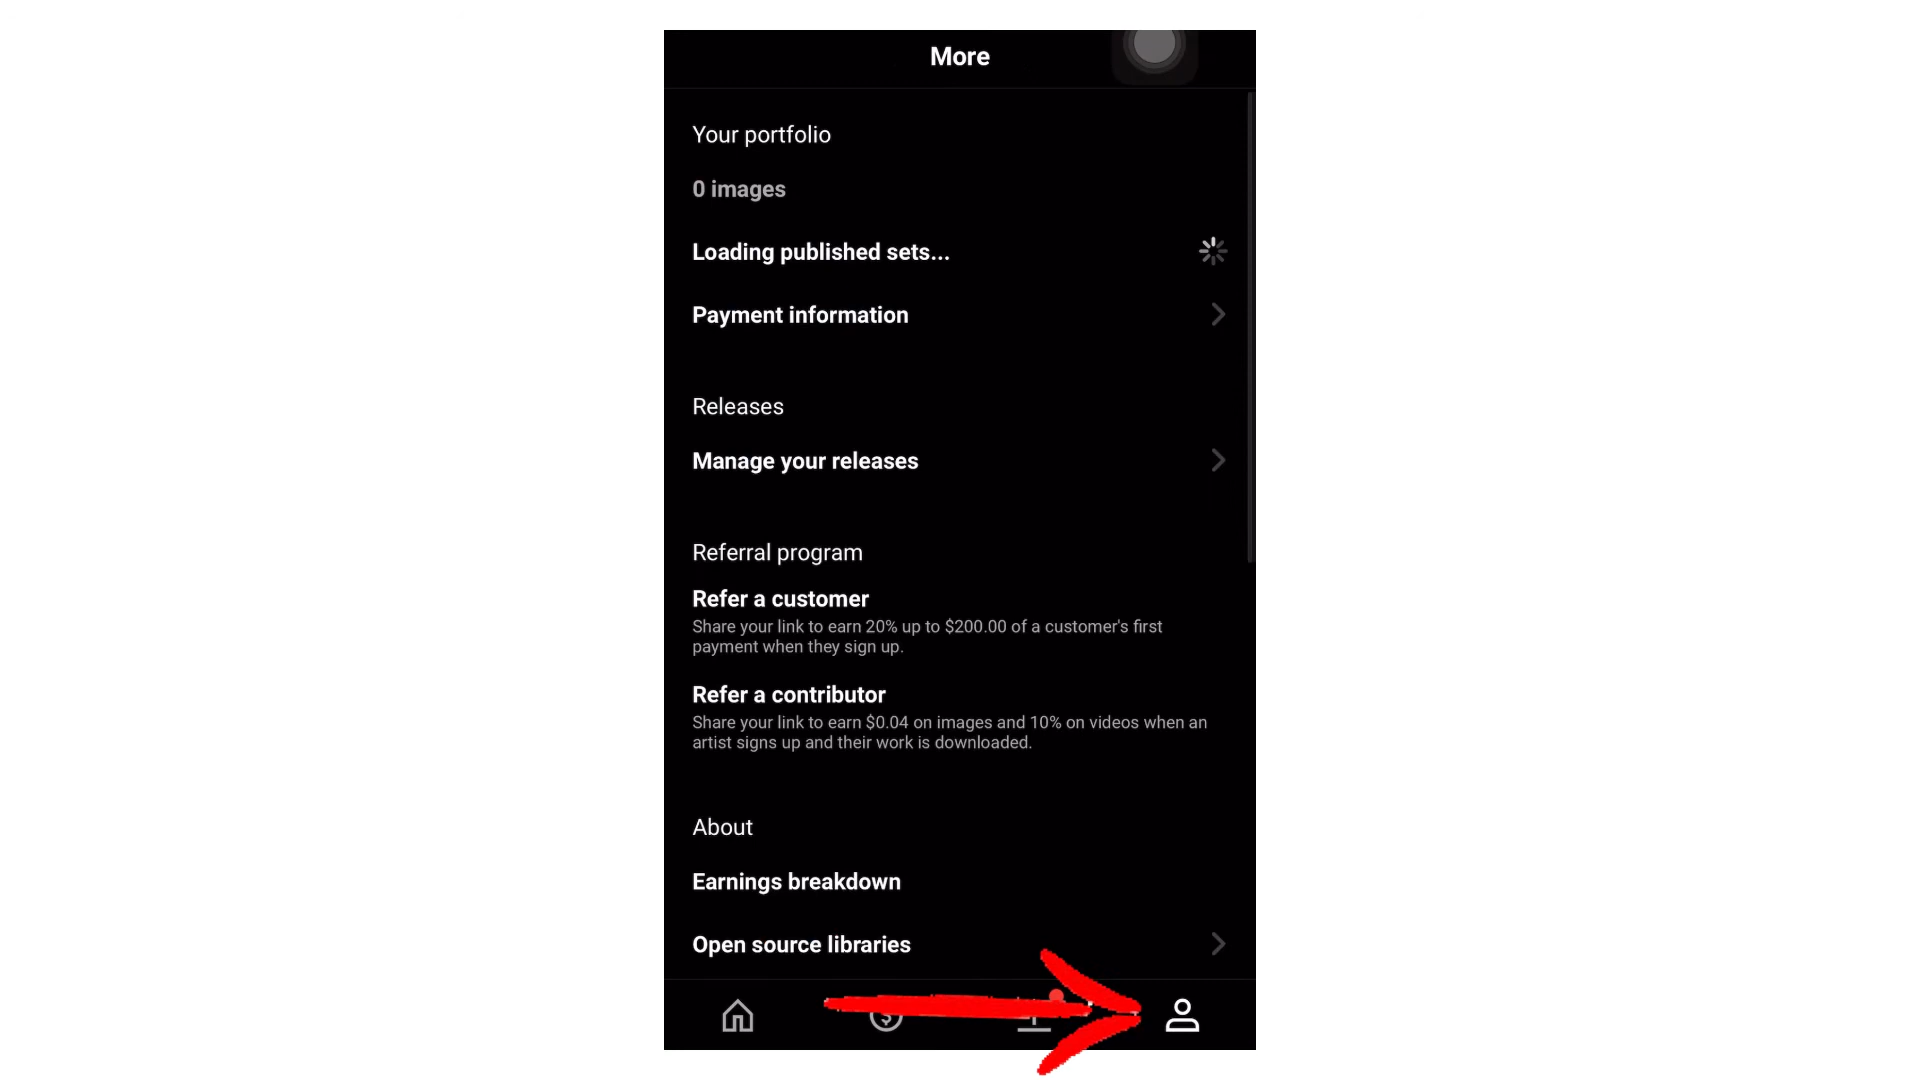 More
Your portfolio
0 images
Loading published sets...
Payment information
Releases
Manage your releases
Referral program
Refer a customer
Share your link to earn 20% up to $200.00 of a customer's first
payment when they sign up.
Refer a contributor
Share your link to earn $0.04 on images and 10% on videos when an
artist signs up and their work is downloaded.
About
Earnings breakdown
Open source libraries